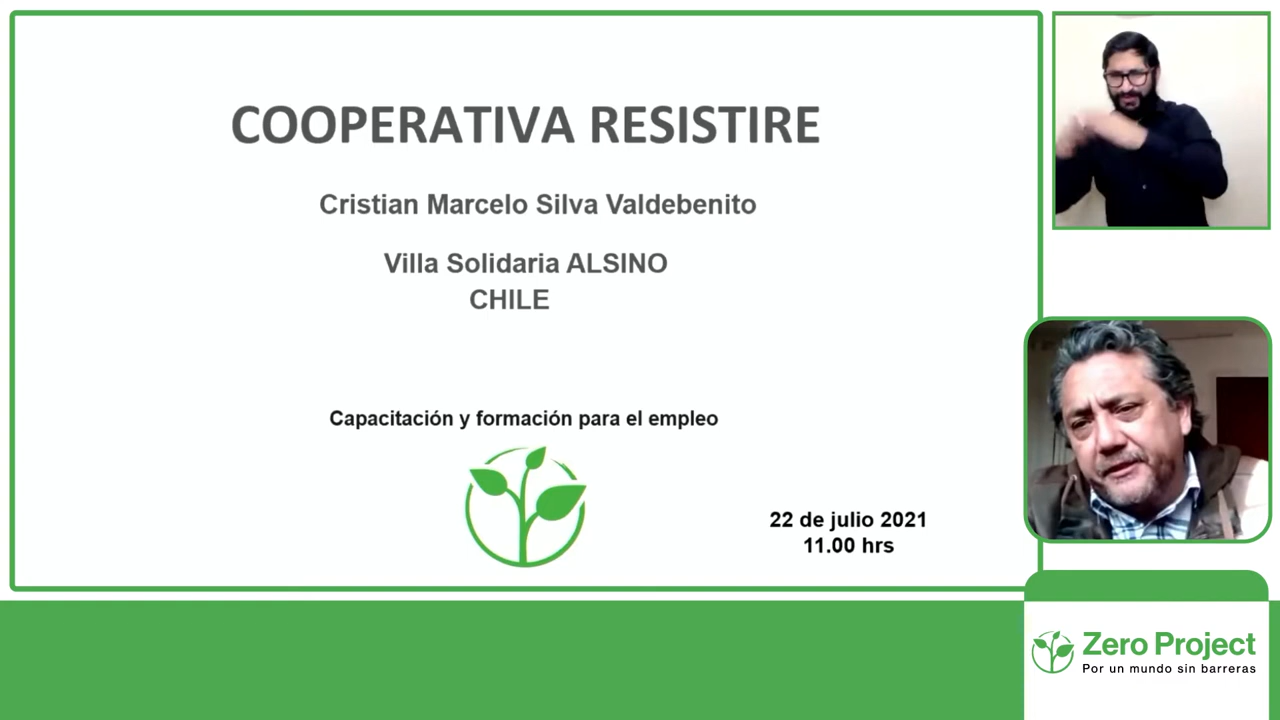 COOPERATIVA RESISTIRE
Cristian Marcelo Silva Valdebenito
Villa Solidaria ALSINO
CHILE
Capacitación y formación para el empleo
22 de julio 2021
11.00 hrs
Zero Project
Por un mundo sin barreras